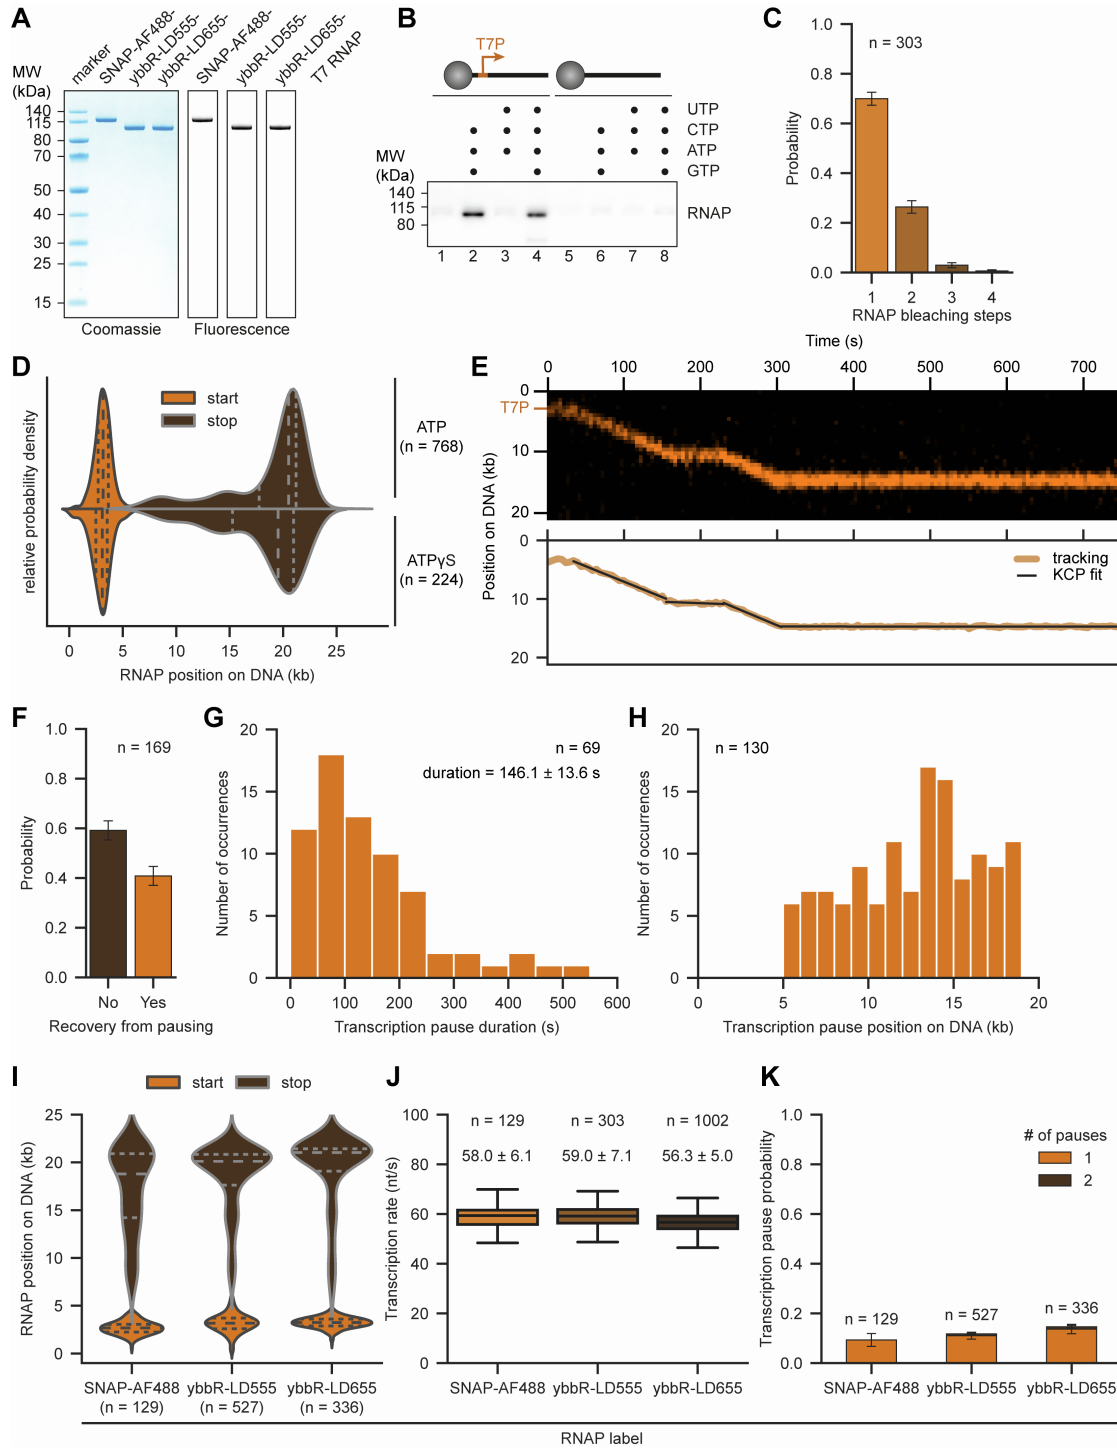 A
marker
SNAP-AF488-
ybbR-LD555-
ybbR-LD655-
SNAP-AF488-
ybbR-LD555-
ybbR-LD655-
T7 RNAP
MW
(kDa)
140
115
80
70
50
40
30
25
15
Coomassie
Fluorescence
B
T7P
UTP
CTP
ATP
GTP
MW
(kDa)
140
115
80
RNAP
1 2 3 4 5 6 7 8
C
n = 303
Probability
1.0
0.8
0.6
0.4
0.2
0.0
1 2 3 4
RNAP bleaching steps
D
start
stop
relative probability density
ATP
(n = 768)
ATPγS
(n = 224)
0 5 10 15 20 25
RNAP position on DNA (kb)
E
Time (s)
0 100 200 300 400 500 600 700
T7P
0
10
20
Position on DNA (kb)
0
10
20
tracking
KCP fit
F
n = 169
Probability
1.0
0.8
0.6
0.4
0.2
0.0
No Yes
Recovery from pausing
G
n = 69
duration = 146.1 ± 13.6 s
Number of occurrences
20
15
10
5
0
0 100 200 300 400 500 600
Transcription pause duration (s)
H
n = 130
Number of occurrences
20
15
10
5
0
0 5 10 15 20
Transcription pause position on DNA (kb)
I
start
stop
RNAP position on DNA (kb)
25
20
15
10
5
0
SNAP-AF488 ybbR-LD555 ybbR-LD655
(n = 129) (n = 527) (n = 336)
J
n = 129 n = 303 n = 1002
58.0 ± 6.1 59.0 ± 7.1 56.3 ± 5.0
Transcription rate (nt/s)
100
80
60
40
20
0
SNAP-AF488 ybbR-LD555 ybbR-LD655
K
# of pauses
1
2
Transcription pause probability
1.0
0.8
0.6
0.4
0.2
0.0
n = 129 n = 527 n = 336
SNAP-AF488 ybbR-LD555 ybbR-LD655
RNAP label